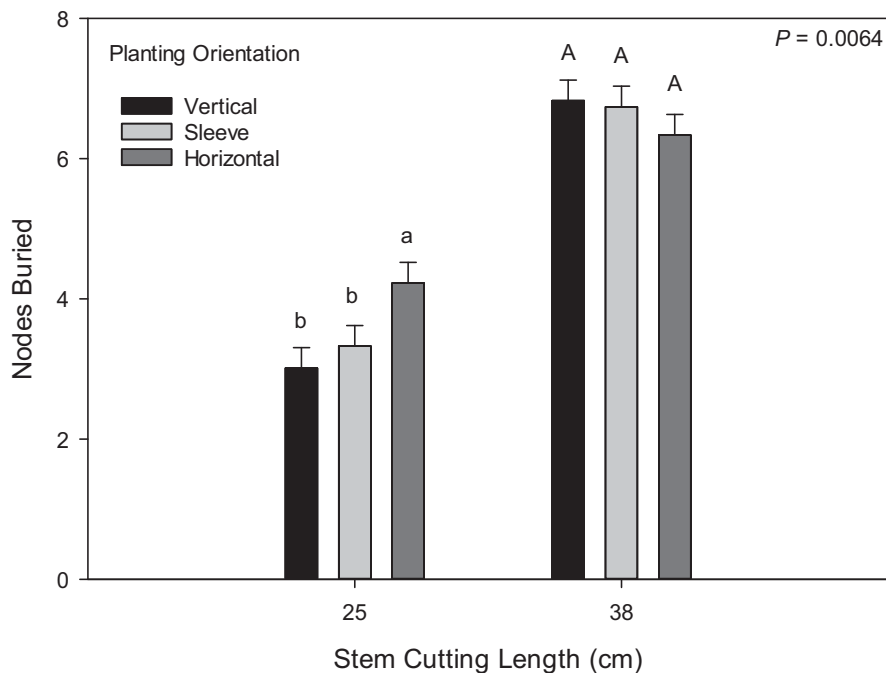 8
6
4
2
0
Nodes Buried
Planting Orientation
Vertical
Sleeve
Horizontal
P = 0.0064
b
b
a
A
A
A
25
38
Stem Cutting Length (cm)